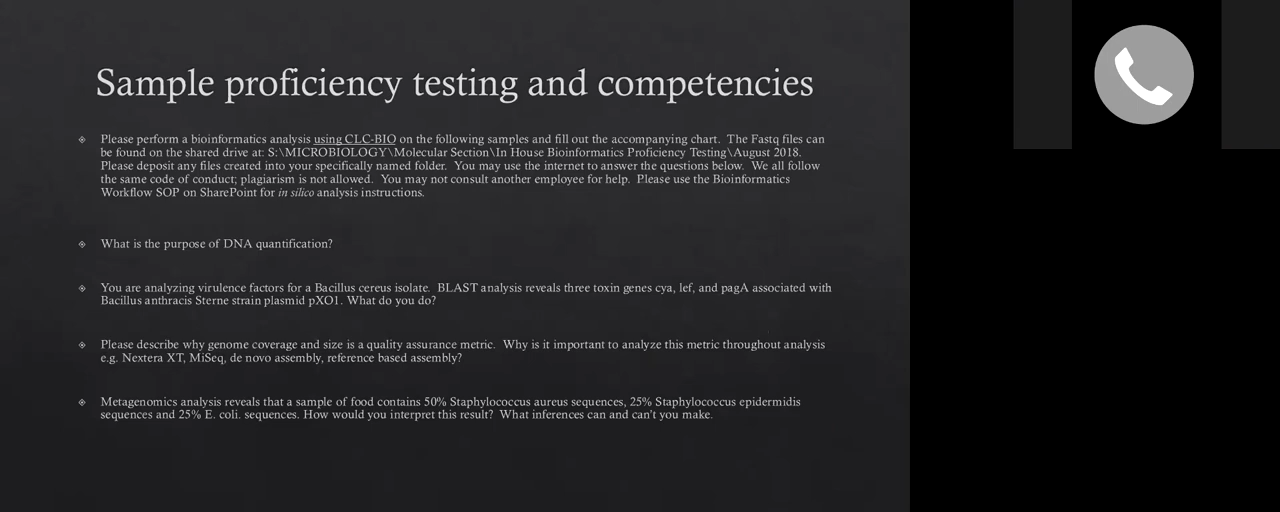 Sample proficiency testing and competencies
Please perform a bioinformatics analysis using CLC-BIO on the following samples and fill out the accompanying chart. The Fastq files can
be found on the shared drive at: S:\MICROBIOLOGY\Molecular Section\In House Bioinformatics Proficiency Testing\August 2018.
Please deposit any files created into your specifically named folder. You may use the internet to answer the questions below. We all follow
the same code of conduct; plagiarism is not allowed. You may not consult another employee for help. Please use the Bioinformatics
Workflow SOP on SharePoint for in silico analysis instructions.
What is the purpose of DNA quantification?
You are analyzing virulence factors for a Bacillus cereus isolate. BLAST analysis reveals three toxin genes cya, lef, and pagA associated with
Bacillus anthracis Sterne strain plasmid pXO1. What do you do?
Please describe why genome coverage and size is a quality assurance metric. Why is it important to analyze this metric throughout analysis
e.g. Nextera XT, MiSeq, de novo assembly, reference based assembly?
Metagenomics analysis reveals that a sample of food contains 50% Staphylococcus aureus sequences, 25% Staphylococcus epidermidis
sequences and 25% E. coli. sequences. How would you interpret this result? What inferences can and can't you make.